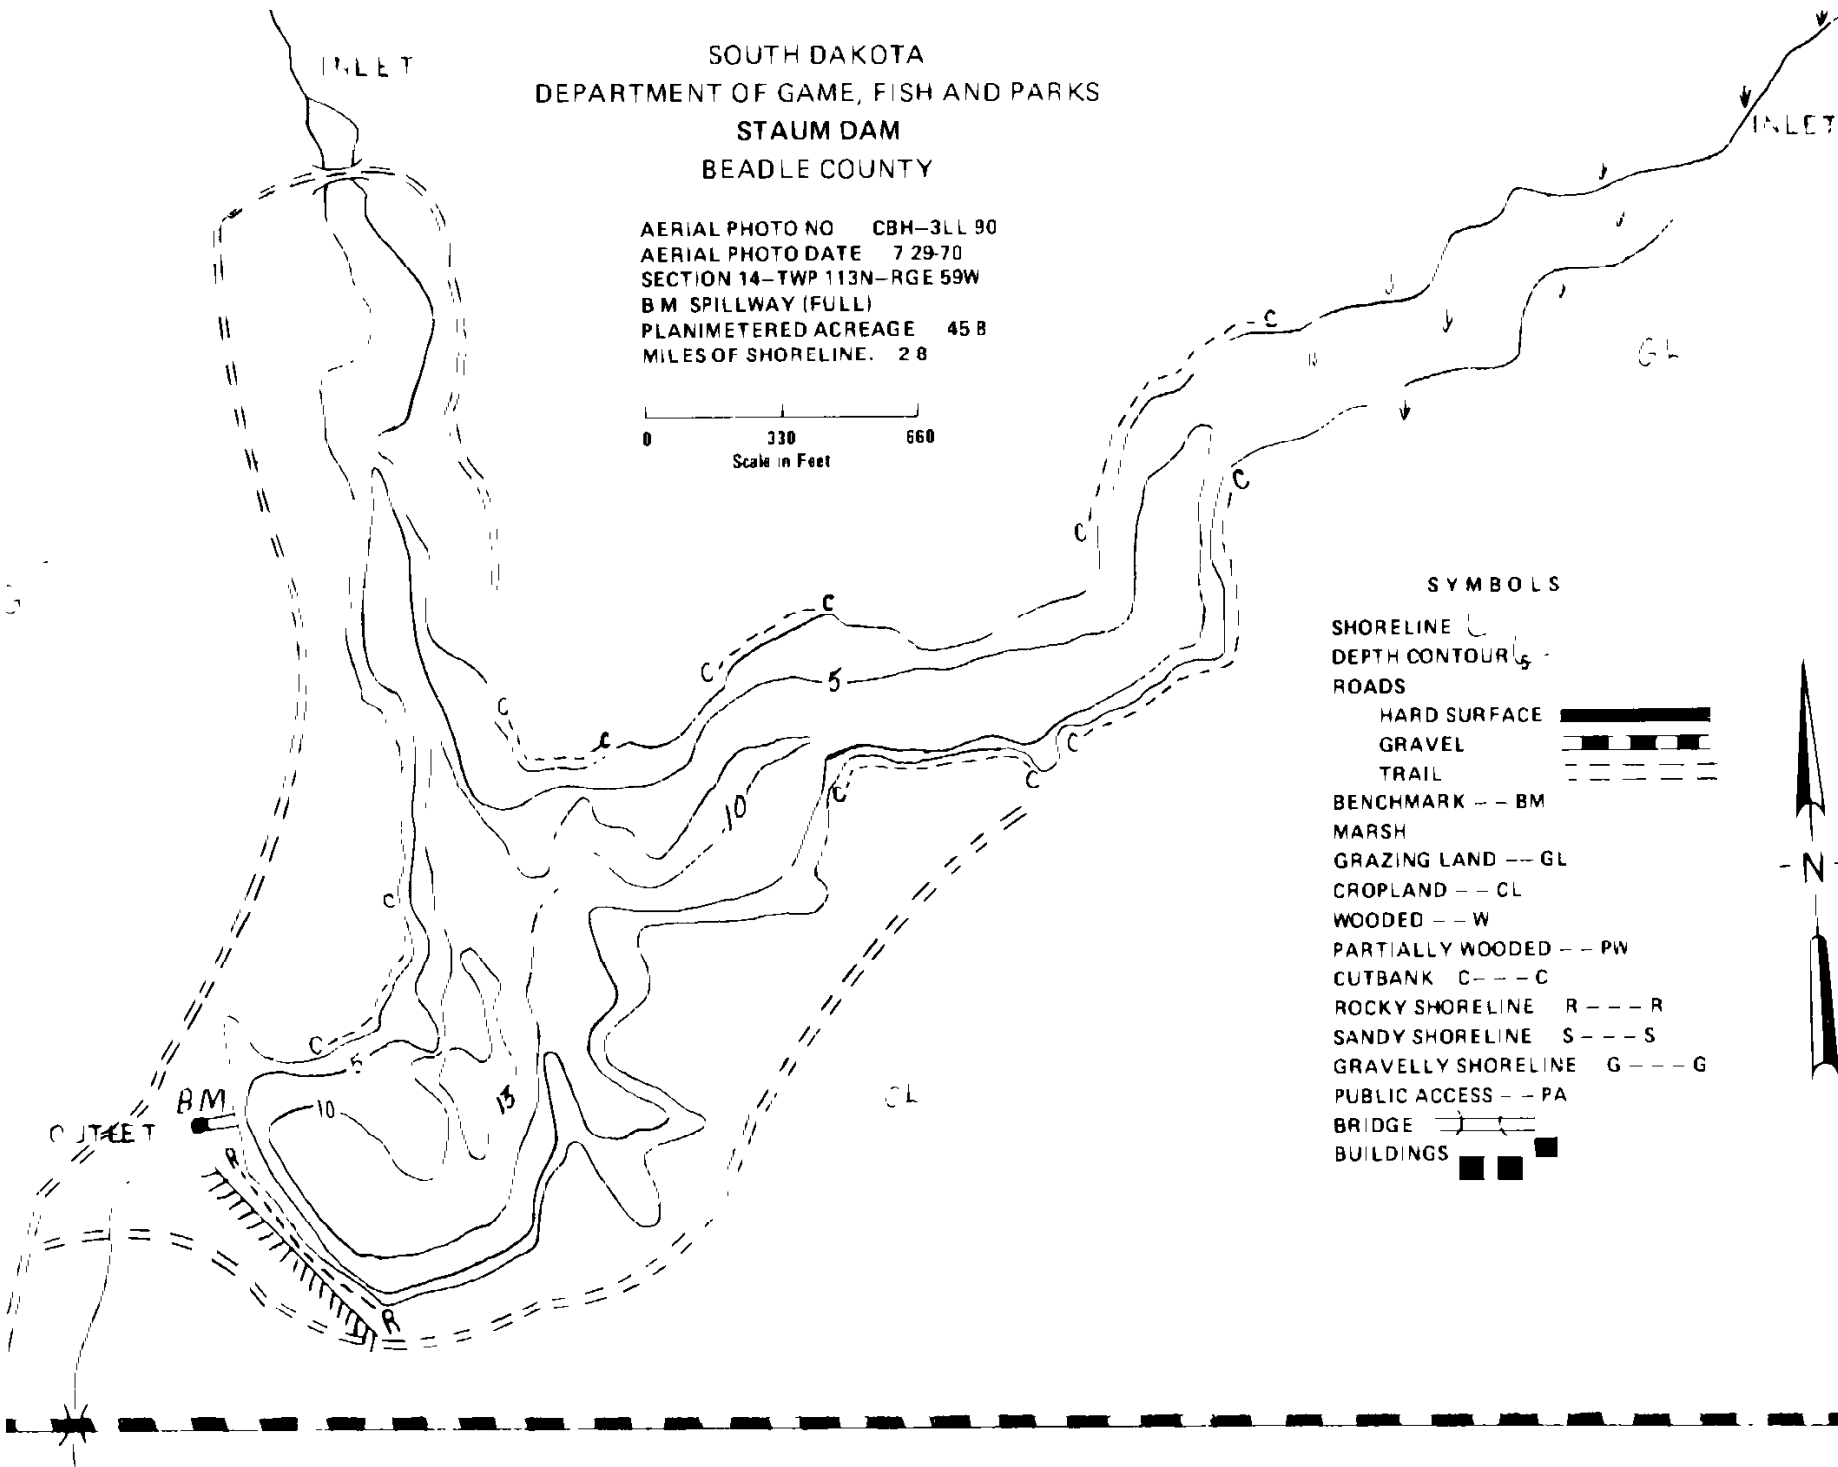 INLET
SOUTH DAKOTA
DEPARTMENT OF GAME, FISH AND PARKS
STAUM DAM
BEADLE COUNTY
INLET
AERIAL PHOTO NO CBH-3LL 90
AERIAL PHOTO DATE 7 29-70
SECTION 14-TWP 113N-RGE 59W
B M SPILLWAY (FULL)
PLANIMETERED ACREAGE 45 8
MILES OF SHORELINE. 2 8
0 330 660
Scale in Feet
C
GL
C
C
C
C
C
C
C
5
C
C
C
10
C
C
5
10
13
BM
OUTLET
R
R
SYMBOLS
SHORELINE
DEPTH CONTOUR 5
ROADS
HARD SURFACE
GRAVEL
TRAIL
BENCHMARK -- BM
MARSH
GRAZING LAND -- GL
CROPLAND -- CL
WOODED -- W
PARTIALLY WOODED -- PW
CUTBANK C---C
ROCKY SHORELINE R---R
SANDY SHORELINE S---S
GRAVELLY SHORELINE G---G
PUBLIC ACCESS -- PA
BRIDGE
BUILDINGS
N